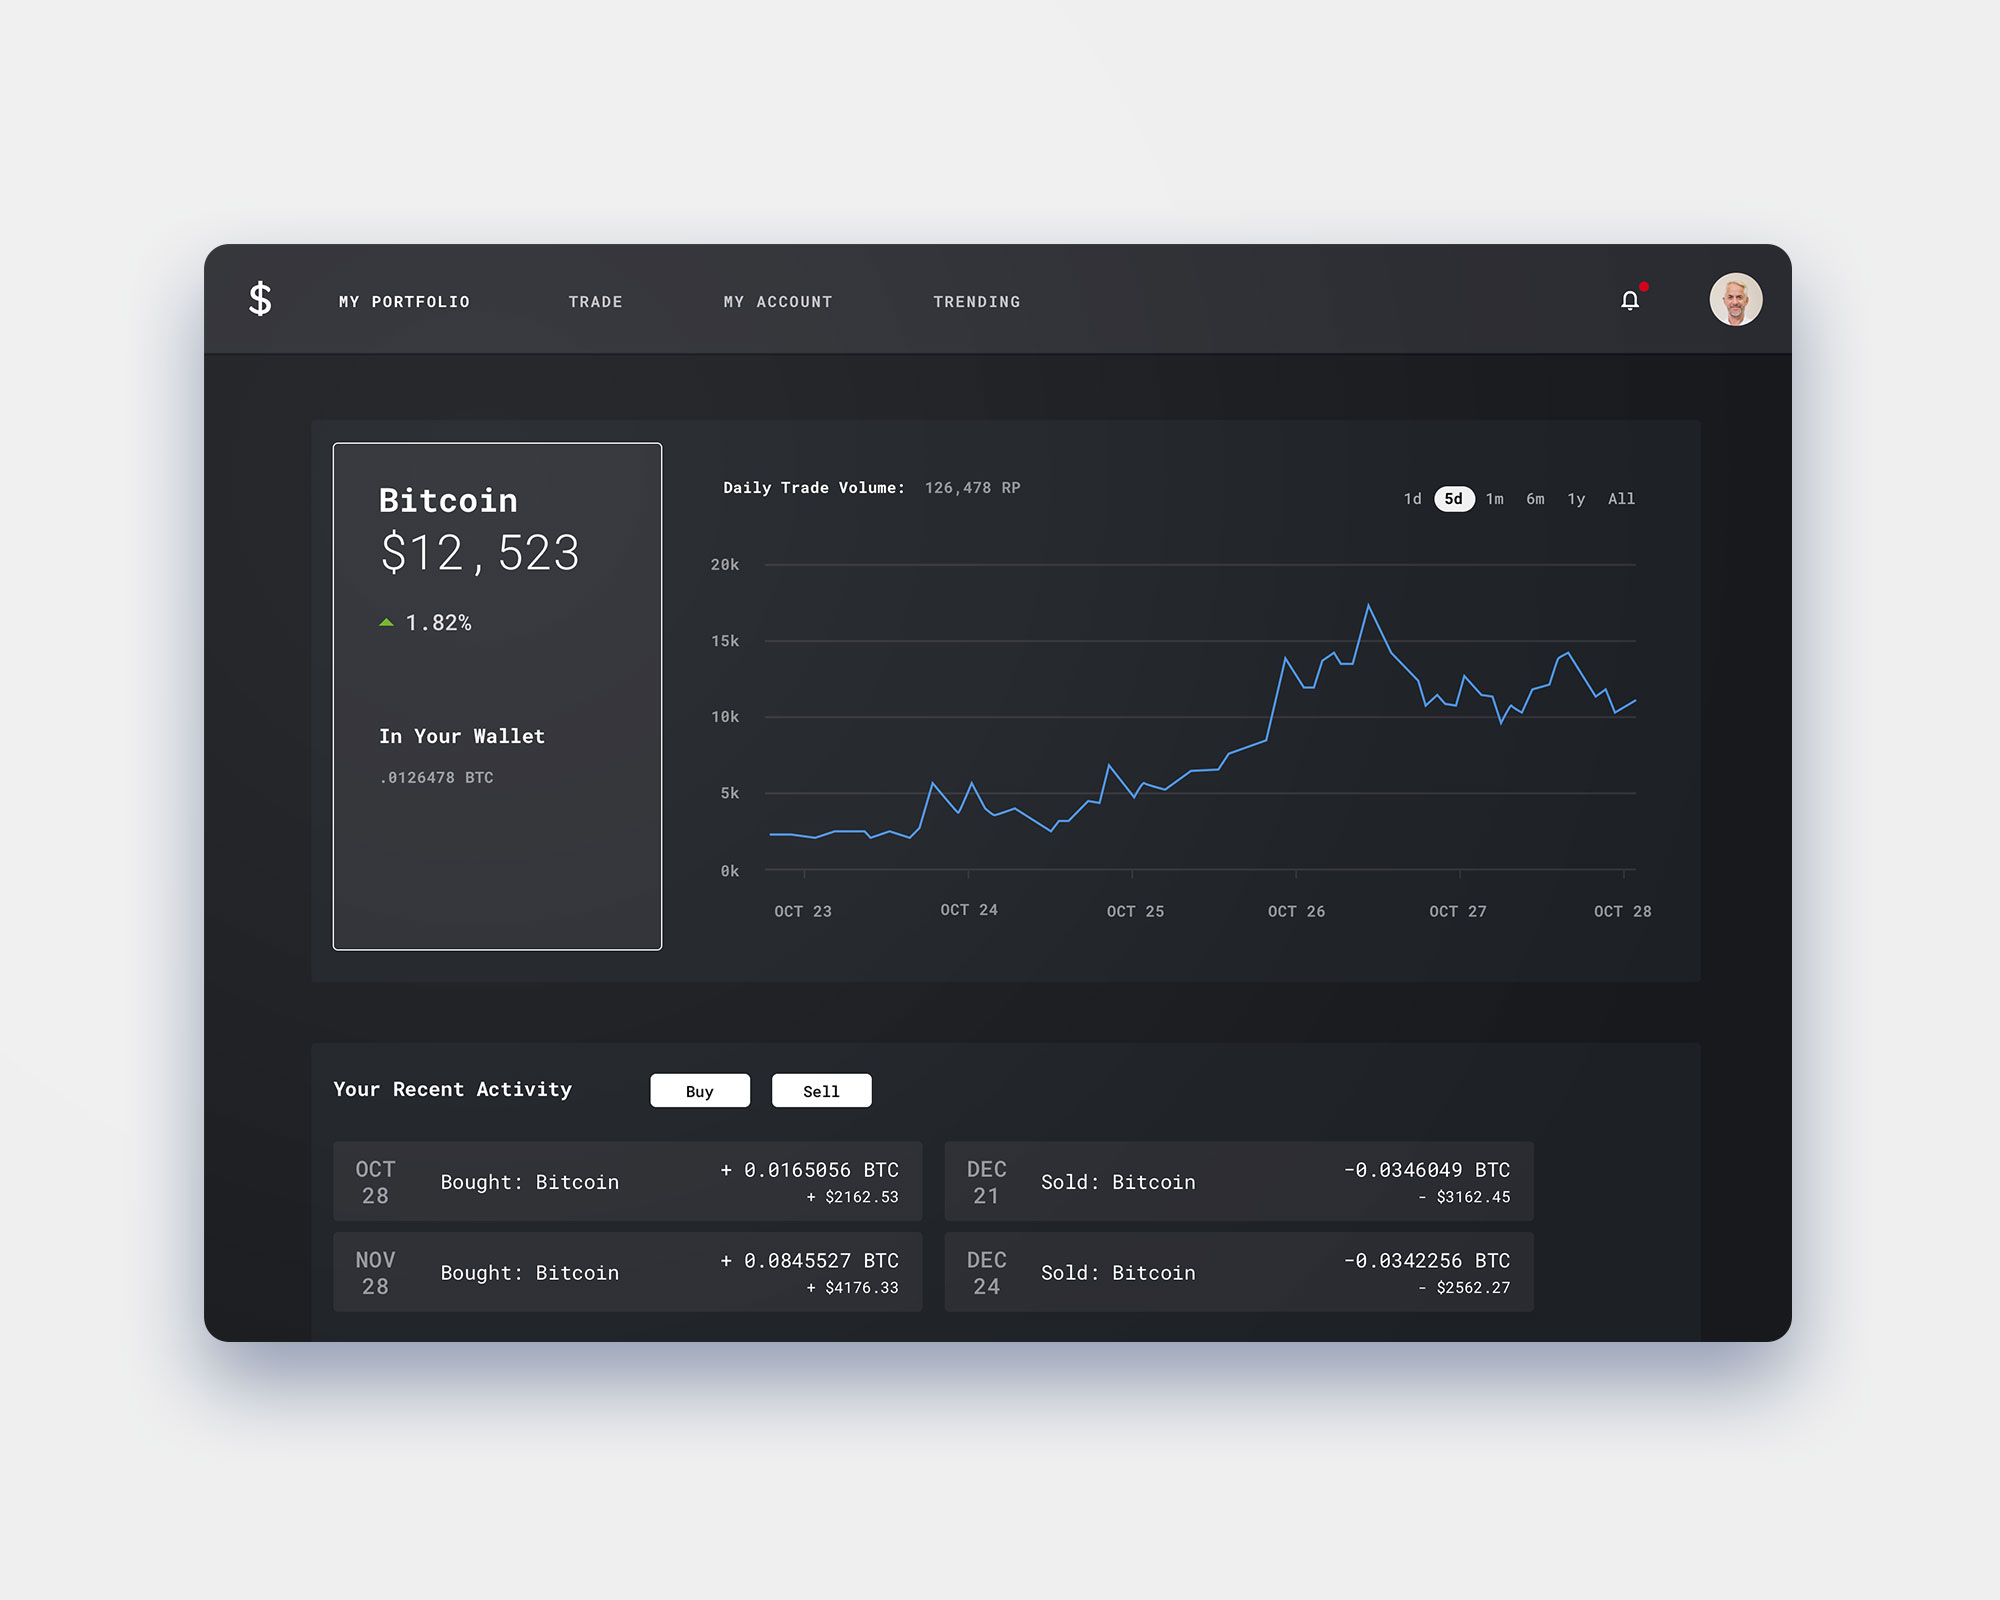 $ MY PORTFOLIO TRADE MY ACCOUNT TRENDING
Bitcoin
$12,523
1.82%
In Your Wallet
.0126478 BTC
Daily Trade Volume: 126,478 RP
1d 5d 1m 6m 1y All
20k
15k
10k
5k
0k
OCT 23 OCT 24 OCT 25 OCT 26 OCT 27 OCT 28
Your Recent Activity Buy Sell
OCT
28
Bought: Bitcoin
+ 0.0165056 BTC
+ $2162.53
DEC
21
Sold: Bitcoin
-0.0346049 BTC
- $3162.45
NOV
28
Bought: Bitcoin
+ 0.0845527 BTC
+ $4176.33
DEC
24
Sold: Bitcoin
-0.0342256 BTC
- $2562.27